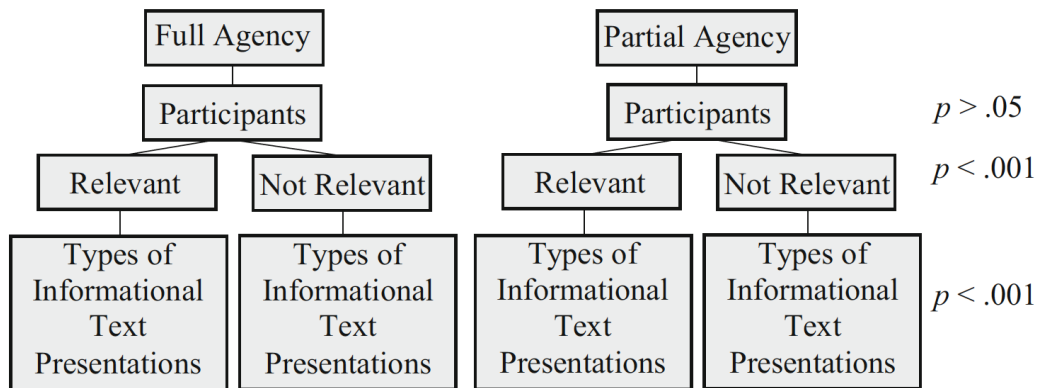 Full Agency
Partial Agency
Participants
Participants
p > .05
Relevant
Not Relevant
Relevant
Not Relevant
p < .001
Types of
Informational
Text
Presentations
Types of
Informational
Text
Presentations
Types of
Informational
Text
Presentations
Types of
Informational
Text
Presentations
p < .001